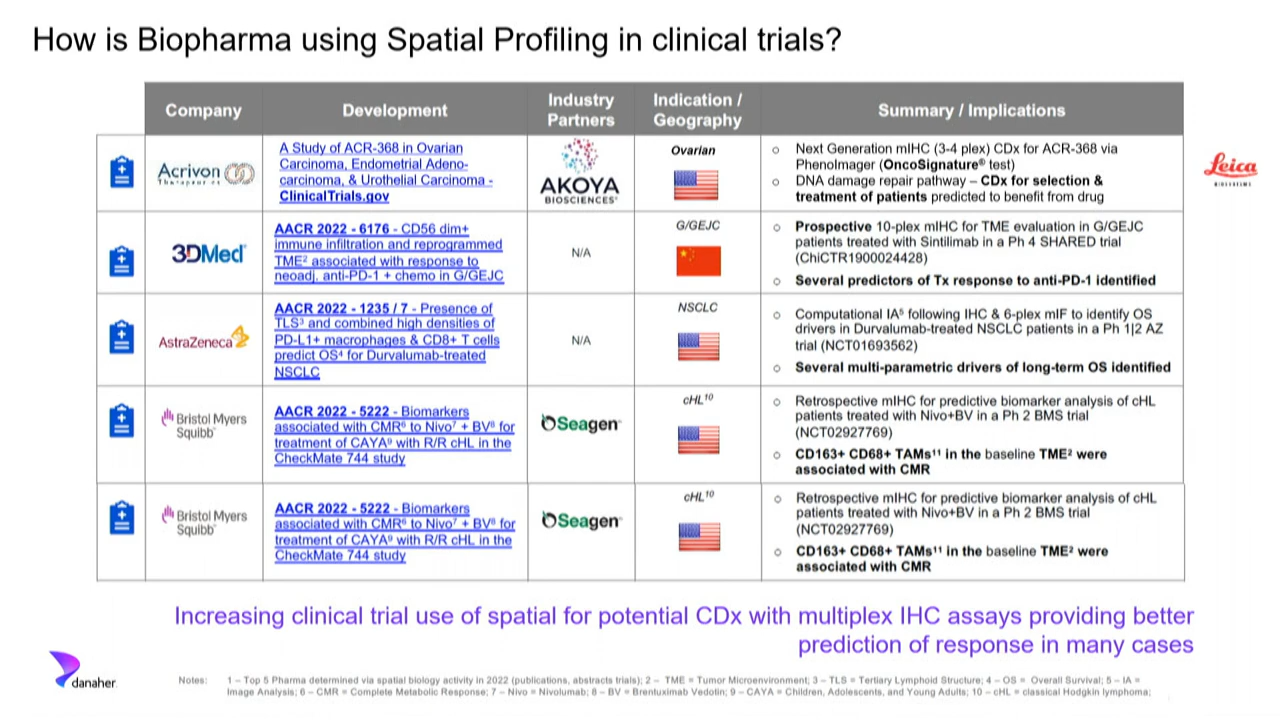 How is Biopharma using Spatial Profiling in clinical trials?
Company
Development
Industry
Partners
Indication /
Geography
Summary / Implications
Acrivon
Therapeutics
A Study of ACR-368 in Ovarian
Carcinoma, Endometrial Adeno-
carcinoma, & Urothelial Carcinoma -
ClinicalTrials.gov
AKOYA
BIOSCIENCES
Ovarian
○ Next Generation mIHC (3-4 plex) CDx for ACR-368 via
PhenoImager (OncoSignature® test)
○ DNA damage repair pathway – CDx for selection &
treatment of patients predicted to benefit from drug
Leica
BIOSYSTEMS
3DMed
AACR 2022 - 6176 - CD56 dim+
immune infiltration and reprogrammed
TME² associated with response to
neoadj. anti-PD-1 + chemo in G/GEJC
N/A
G/GEJC
○ Prospective 10-plex mIHC for TME evaluation in G/GEJC
patients treated with Sintilimab in a Ph 4 SHARED trial
(ChiCTR1900024428)
○ Several predictors of Tx response to anti-PD-1 identified
AstraZeneca
AACR 2022 - 1235 / 7 - Presence of
TLS³ and combined high densities of
PD-L1+ macrophages & CD8+ T cells
predict OS⁴ for Durvalumab-treated
NSCLC
N/A
NSCLC
○ Computational IA⁵ following IHC & 6-plex mIF to identify OS
drivers in Durvalumab-treated NSCLC patients in a Ph 1|2 AZ
trial (NCT01693562)
○ Several multi-parametric drivers of long-term OS identified
Bristol Myers
Squibb
AACR 2022 - 5222 - Biomarkers
associated with CMR⁶ to Nivo⁷ + BV⁸ for
treatment of CAYA⁹ with R/R cHL in the
CheckMate 744 study
Seagen
cHL¹⁰
○ Retrospective mIHC for predictive biomarker analysis of cHL
patients treated with Nivo+BV in a Ph 2 BMS trial
(NCT02927769)
○ CD163+ CD68+ TAMs¹¹ in the baseline TME² were
associated with CMR
Bristol Myers
Squibb
AACR 2022 - 5222 - Biomarkers
associated with CMR⁶ to Nivo⁷ + BV⁸ for
treatment of CAYA⁹ with R/R cHL in the
CheckMate 744 study
Seagen
cHL¹⁰
○ Retrospective mIHC for predictive biomarker analysis of cHL
patients treated with Nivo+BV in a Ph 2 BMS trial
(NCT02927769)
○ CD163+ CD68+ TAMs¹¹ in the baseline TME² were
associated with CMR
Increasing clinical trial use of spatial for potential CDx with multiplex IHC assays providing better
prediction of response in many cases
danaher
Notes: 1 – Top 5 Pharma determined via spatial biology activity in 2022 (publications, abstracts trials); 2 – TME = Tumor Microenvironment; 3 – TLS = Tertiary Lymphoid Structure; 4 – OS = Overall Survival; 5 – IA =
Image Analysis; 6 – CMR = Complete Metabolic Response; 7 – Nivo = Nivolumab; 8 – BV = Brentuximab Vedotin; 9 – CAYA = Children, Adolescents, and Young Adults; 10 – cHL = classical Hodgkin lymphoma;